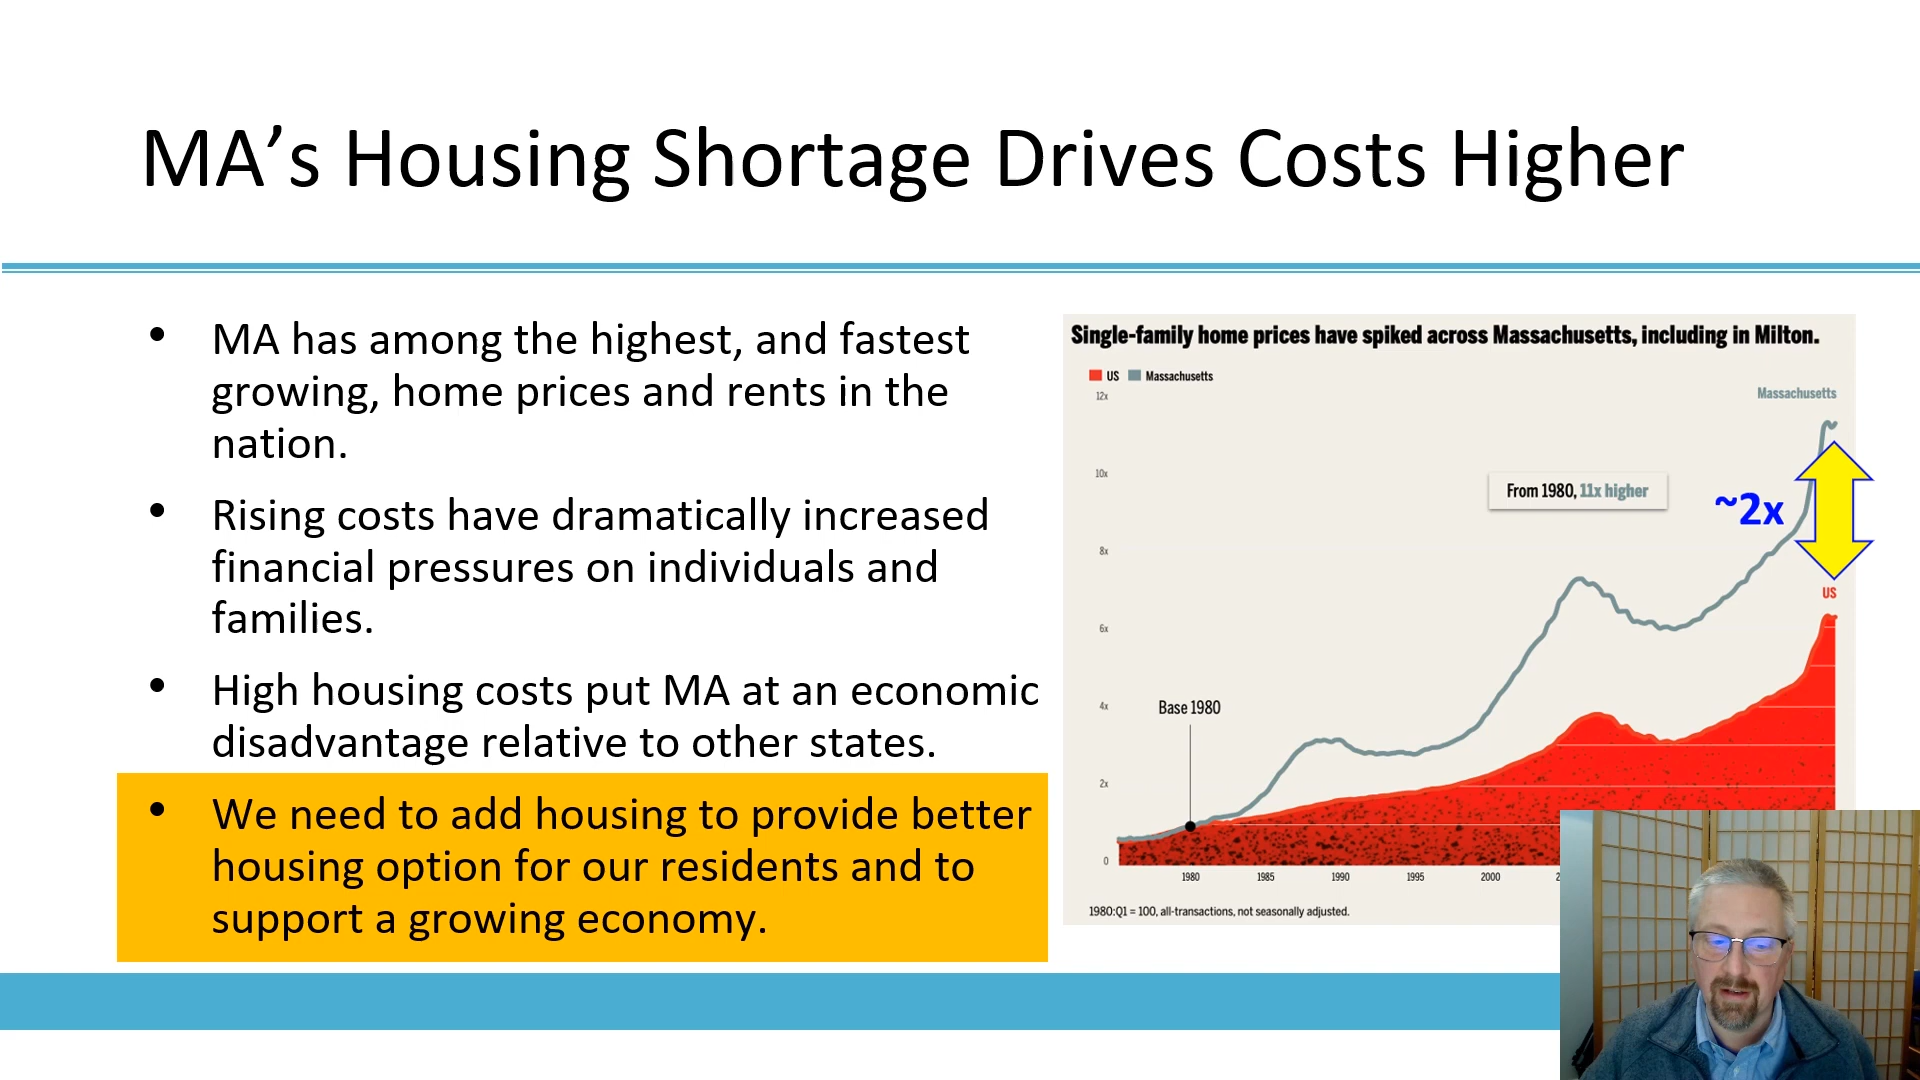 MA’s Housing Shortage Drives Costs Higher
• MA has among the highest, and fastest
growing, home prices and rents in the
nation.
• Rising costs have dramatically increased
financial pressures on individuals and
families.
• High housing costs put MA at an economic
disadvantage relative to other states.
• We need to add housing to provide better
housing option for our residents and to
support a growing economy.
Single-family home prices have spiked across Massachusetts, including in Milton.
US Massachusetts
12x
Massachusetts
10x
From 1980, 11x higher
~2x
8x
US
6x
Base 1980
4x
2x
0
1980 1985 1990 1995 2000
1980:Q1 = 100, all-transactions, not seasonally adjusted.